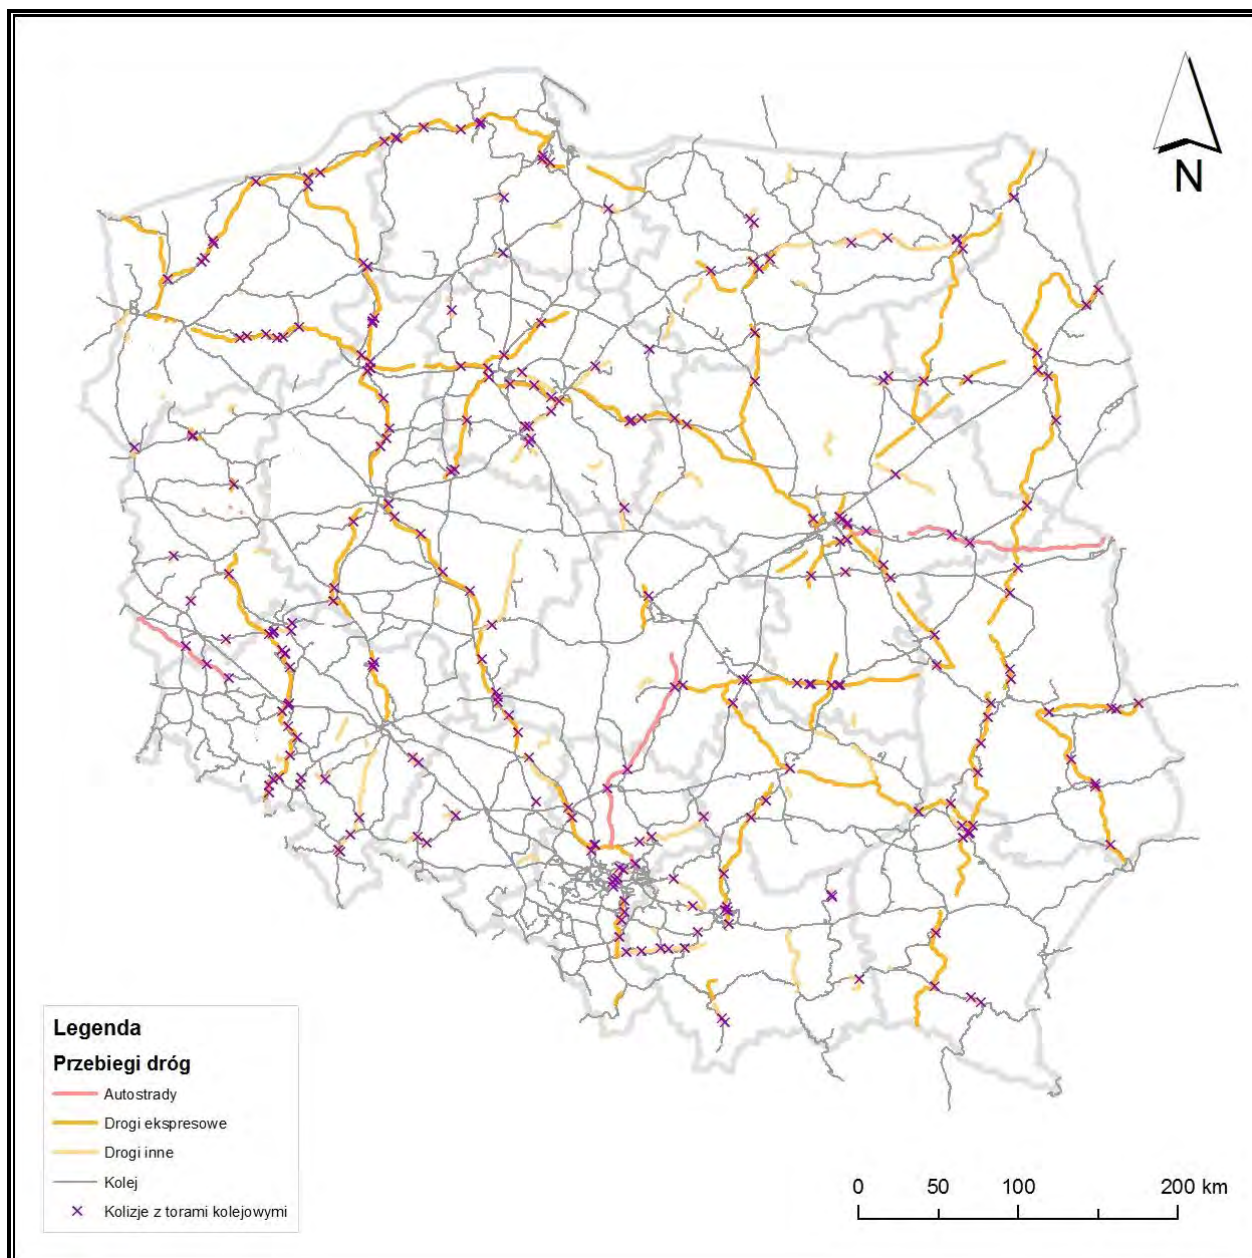 N
Legenda
Przebiegi dróg
Autostrady
Drogi ekspresowe
Drogi inne
Kolej
Kolizje z torami kolejowymi
0 50 100 200 km